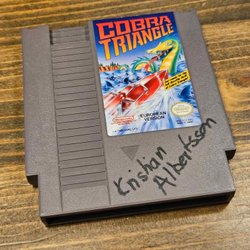 COBRA
TRIANGLE
EUROPEAN
VERSION
Kristian
Albertsson